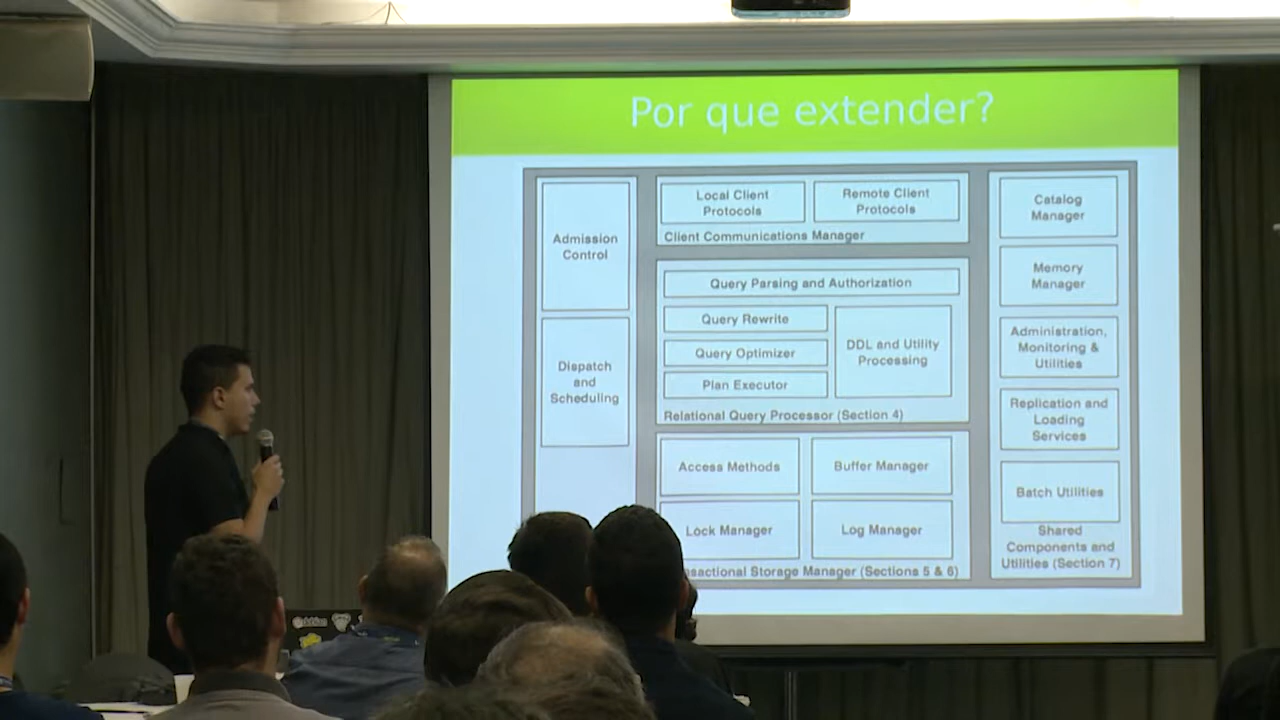 Por que extender?
Admission
Control
Dispatch
and
Scheduling
Local Client
Protocols
Remote Client
Protocols
Client Communications Manager
Query Parsing and Authorization
Query Rewrite
Query Optimizer
Plan Executor
DDL and Utility
Processing
Relational Query Processor (Section 4)
Access Methods
Buffer Manager
Lock Manager
Log Manager
Storage Manager (Sections 5 & 6)
Catalog
Manager
Memory
Manager
Administration,
Monitoring &
Utilities
Replication and
Loading
Services
Batch Utilities
Shared
Components and
Utilities (Section 7)